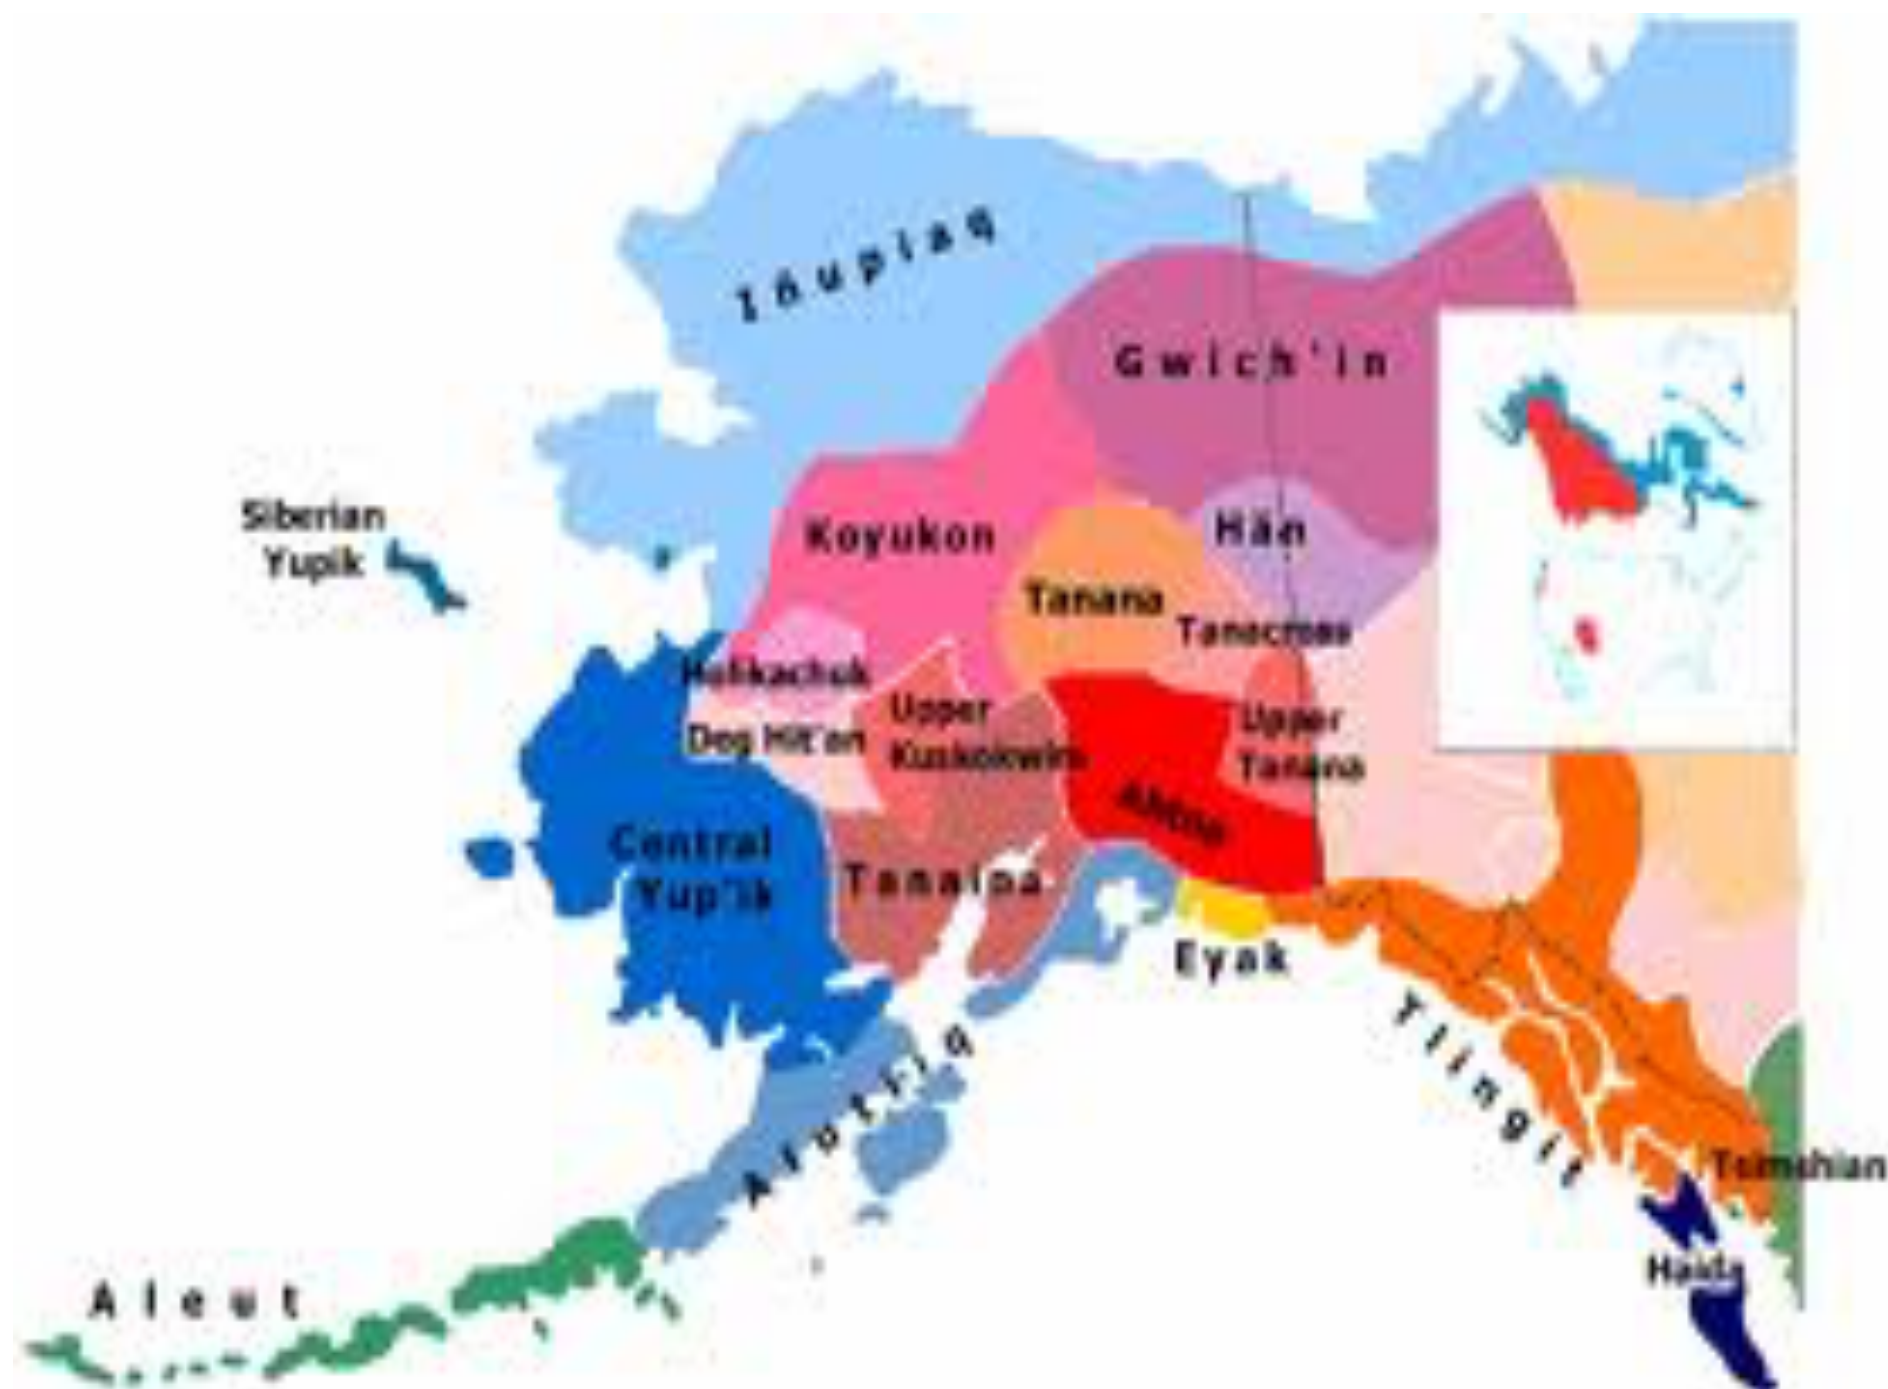 Iñupiaq
Gwich'in
Siberian
Yupik
Koyukon
Hän
Tanana
Tanacross
Holikachuk
Upper
Kuskokwim
Deg Hit'an
Upper
Tanana
Ahtna
Central
Yup'ik
Tanaina
Eyak
Alutiiq
Tlingit
Tsimshian
Haida
Aleut